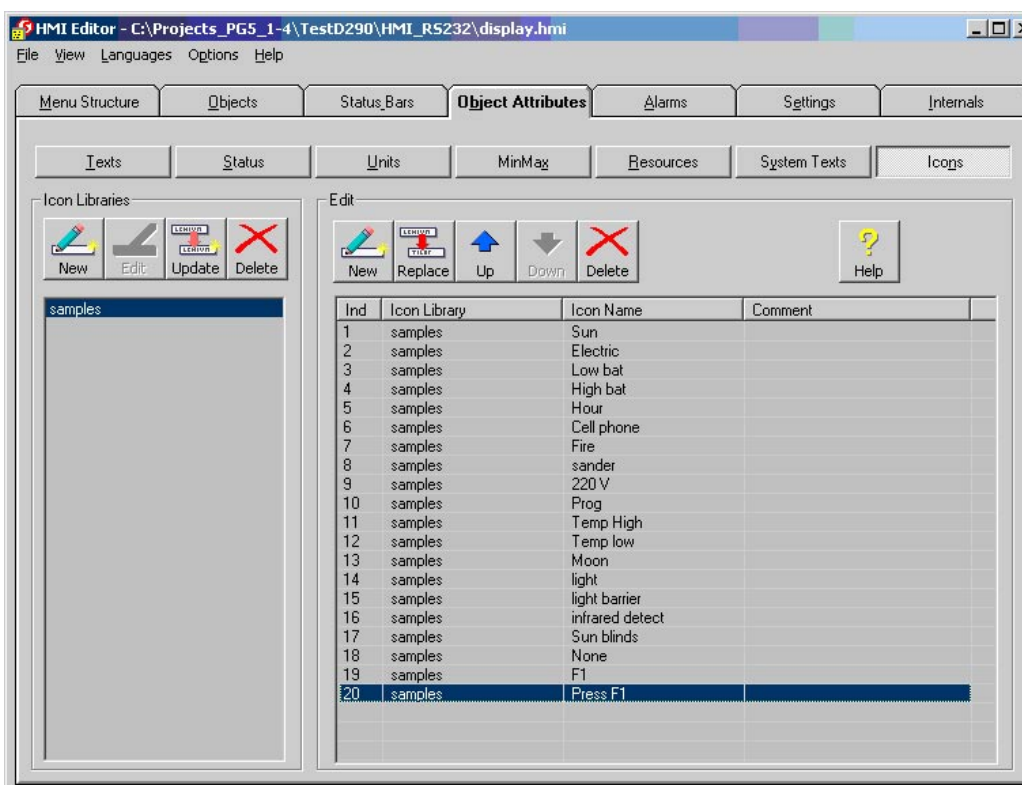 HMI Editor - C:\Projects_PG5_1-4\TestD290\HMI_RS232\display.hmi
File View Languages Options Help
Menu Structure Objects Status Bars Object Attributes Alarms Settings Internals
Texts Status Units MinMax Resources System Texts Icons
Icon Libraries Edit
New Edit Update Delete New Replace Up Down Delete Help
samples
Ind Icon Library Icon Name Comment
1 samples Sun
2 samples Electric
3 samples Low bat
4 samples High bat
5 samples Hour
6 samples Cell phone
7 samples Fire
8 samples sander
9 samples 220 V
10 samples Prog
11 samples Temp High
12 samples Temp low
13 samples Moon
14 samples light
15 samples light barrier
16 samples infrared detect
17 samples Sun blinds
18 samples None
19 samples F1
20 samples Press F1